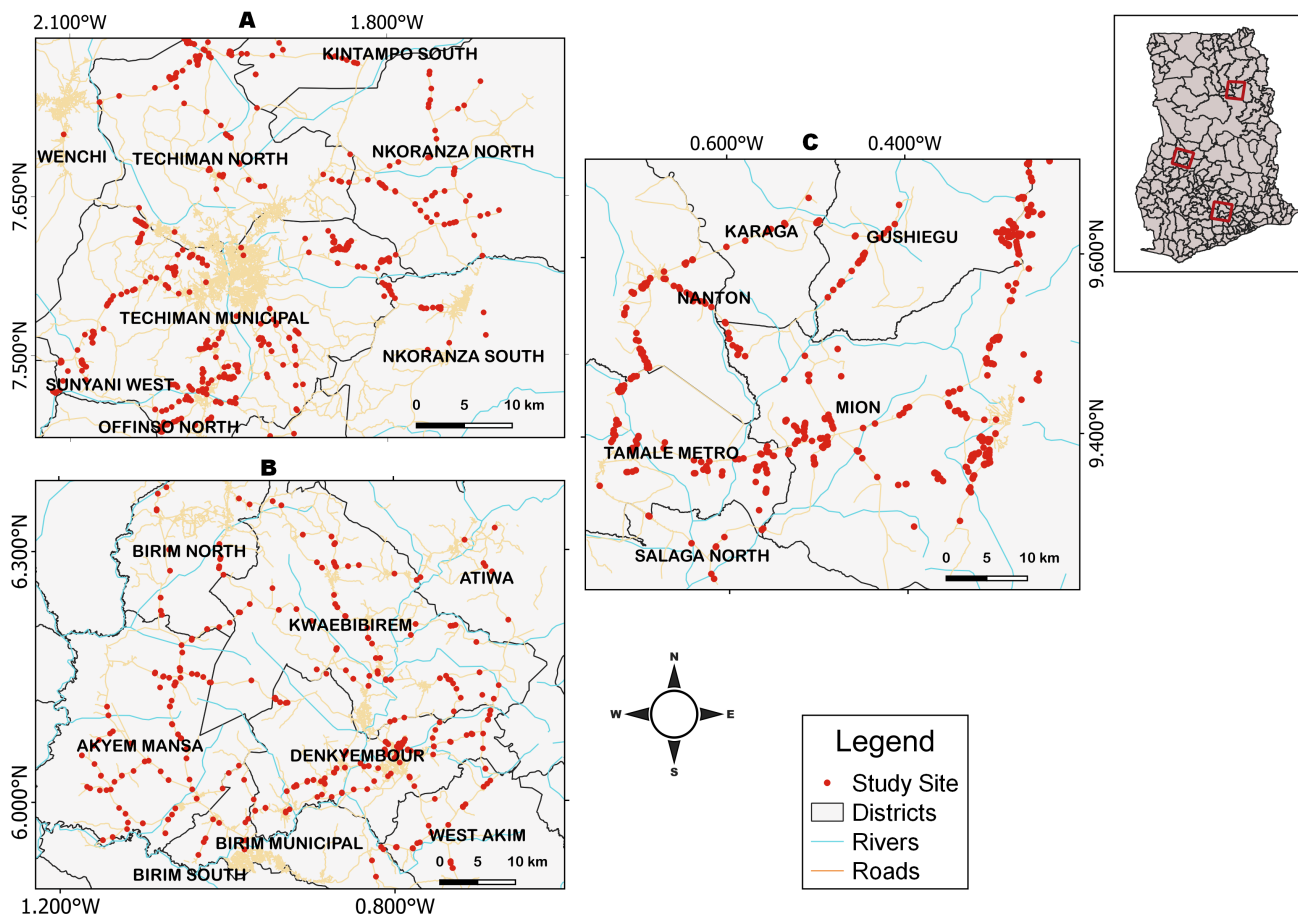 2.100°W
A
1.800°W
KINTAMPO SOUTH
WENCHI
TECHIMAN NORTH
NKORANZA NORTH
7.650°N
TECHIMAN MUNICIPAL
7.500°N
NKORANZA SOUTH
SUNYANI WEST
0 5 10 km
OFFINSO NORTH
B
BIRIM NORTH
6.300°N
ATIWA
KWAEBIBIREM
AKYEM MANSA
DENKYEMBOUR
6.000°N
BIRIM MUNICIPAL
WEST AKIM
0 5 10 km
BIRIM SOUTH
1.200°W
0.800°W
0.600°W
C
0.400°W
KARAGA
GUSHIEGU
9.600°N
NANTON
MION
9.400°N
TAMALE METRO
SALAGA NORTH
0 5 10 km
N
W
E
S
Legend
Study Site
Districts
Rivers
Roads